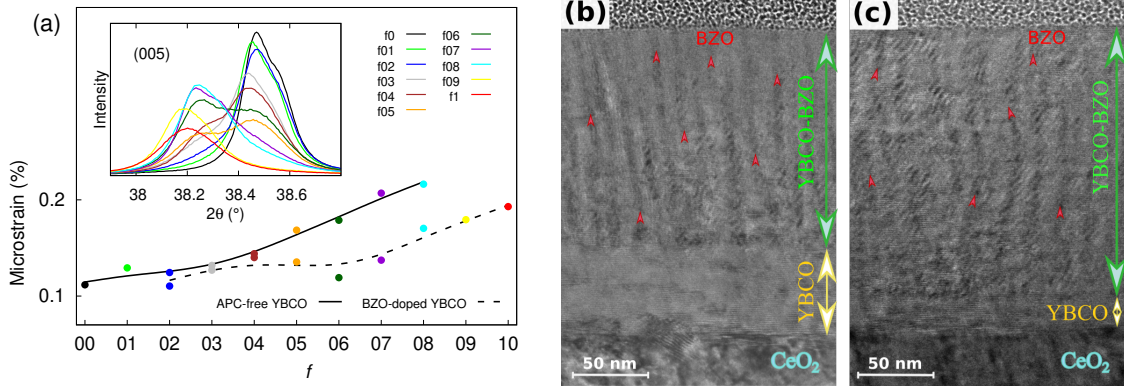 (a)
Microstrain (%)
0.2
0.1
00 01 02 03 04 05 06 07 08 09 10
f
APC-free YBCO
BZO-doped YBCO
(005)
Intensity
38 38.2 38.4 38.6
2θ (°)
f0
f01
f02
f03
f04
f05
f06
f07
f08
f09
f1
(b)
BZO
YBCO-BZO
YBCO
50 nm
CeO₂
(c)
BZO
YBCO-BZO
YBCO
50 nm
CeO₂